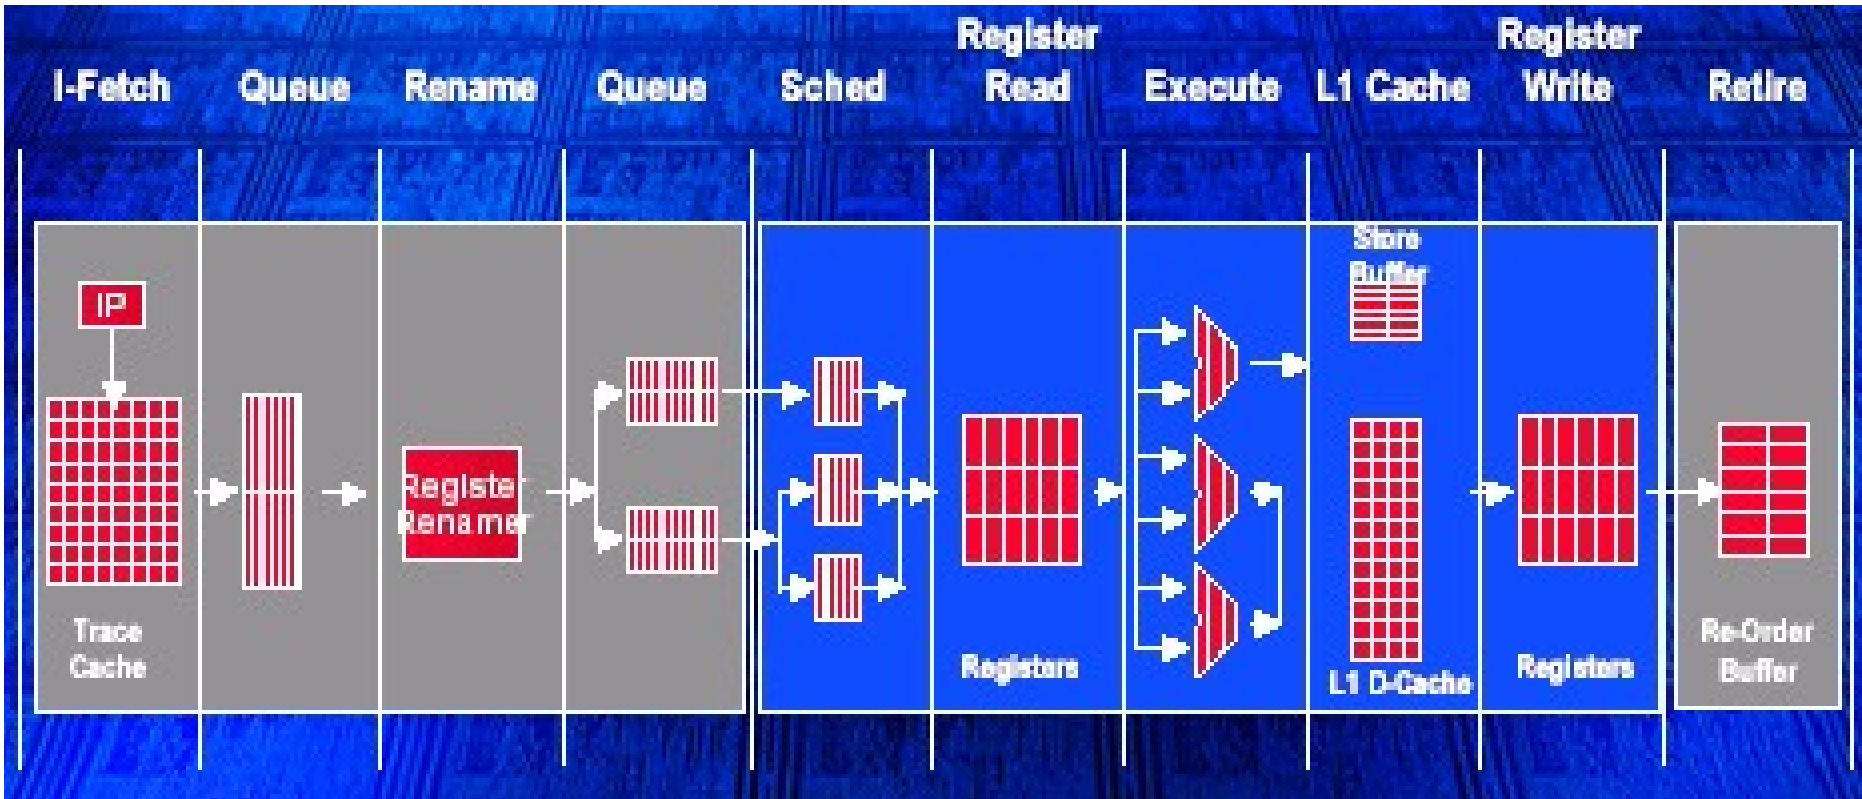 I-Fetch
Queue
Rename
Queue
Sched
Register
Read
Execute
L1 Cache
Register
Write
Retire
IP
Trace
Cache
Register
Renamer
Registers
Store
Buffer
L1 D-Cache
Registers
Re-Order
Buffer